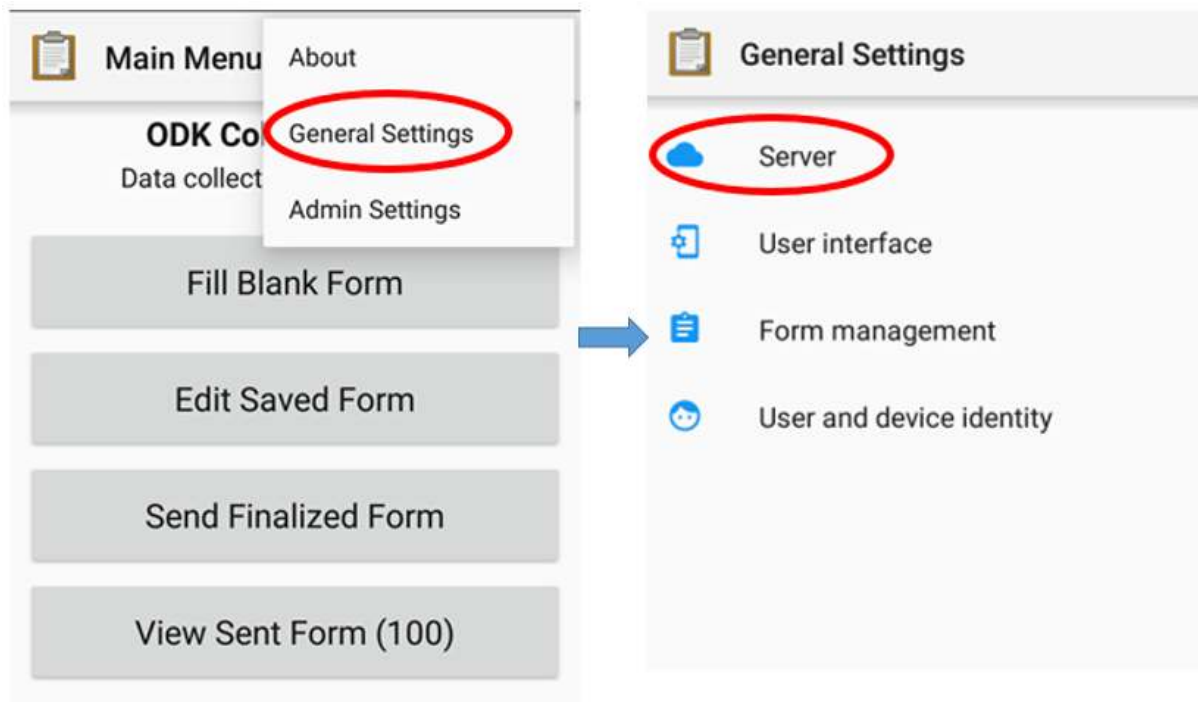 Main Menu
About
ODK Col
General Settings
Data collect
Admin Settings
Fill Blank Form
Edit Saved Form
Send Finalized Form
View Sent Form (100)
General Settings
Server
User interface
Form management
User and device identity